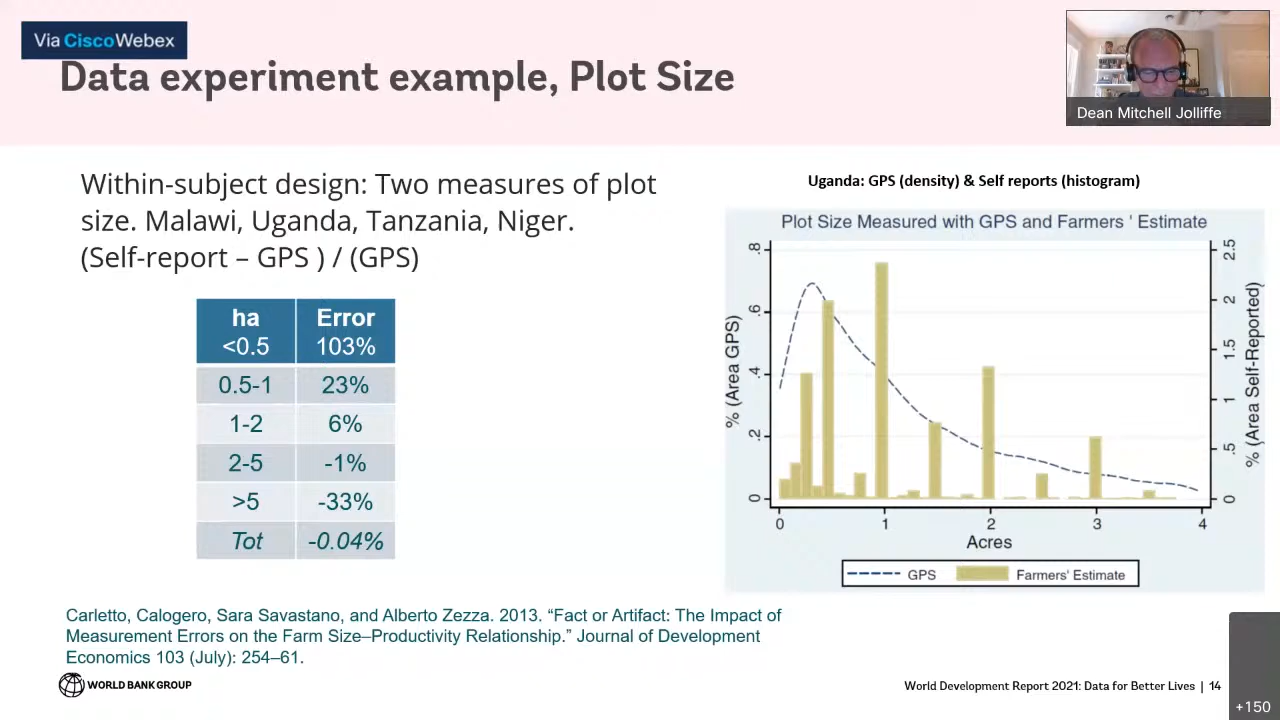 Via CiscoWebex
Data experiment example, Plot Size
Dean Mitchell Jolliffe
Within-subject design: Two measures of plot
size. Malawi, Uganda, Tanzania, Niger.
(Self-report – GPS ) / (GPS)
ha Error
<0.5 103%
0.5-1 23%
1-2 6%
2-5 -1%
>5 -33%
Tot -0.04%
Uganda: GPS (density) & Self reports (histogram)
Plot Size Measured with GPS and Farmers ' Estimate
% (Area GPS)
.8
.6
.4
.2
0
2.5
2
1.5
1
.5
0
% (Area Self-Reported)
0 1 2 3 4
Acres
GPS Farmers' Estimate
Carletto, Calogero, Sara Savastano, and Alberto Zezza. 2013. “Fact or Artifact: The Impact of
Measurement Errors on the Farm Size–Productivity Relationship.” Journal of Development
Economics 103 (July): 254–61.
WORLD BANK GROUP
World Development Report 2021: Data for Better Lives | 14
+150